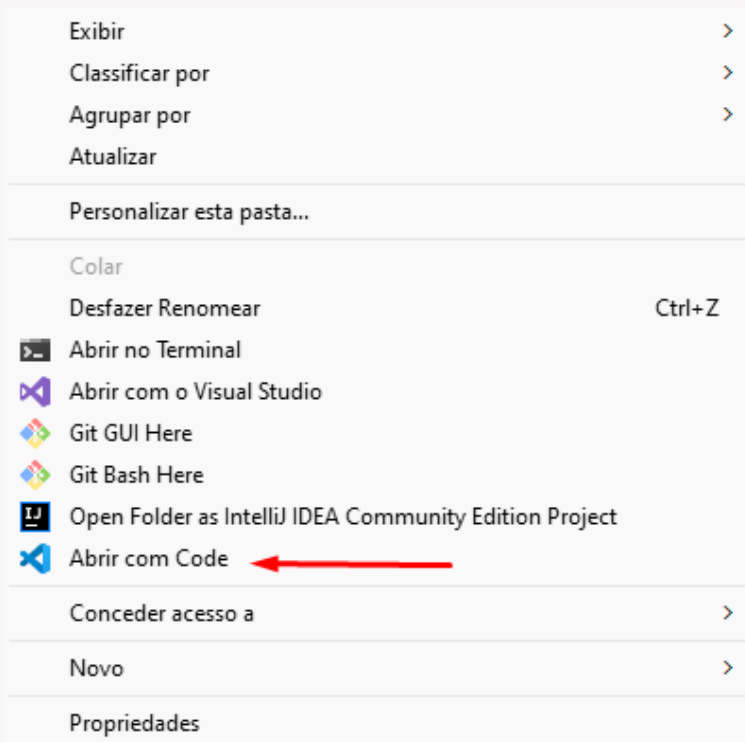 Exibir
Classificar por
Agrupar por
Atualizar
Personalizar esta pasta...
Colar
Desfazer Renomear Ctrl+Z
Abrir no Terminal
Abrir com o Visual Studio
Git GUI Here
Git Bash Here
IJ Open Folder as IntelliJ IDEA Community Edition Project
Abrir com Code
Conceder acesso a
Novo
Propriedades